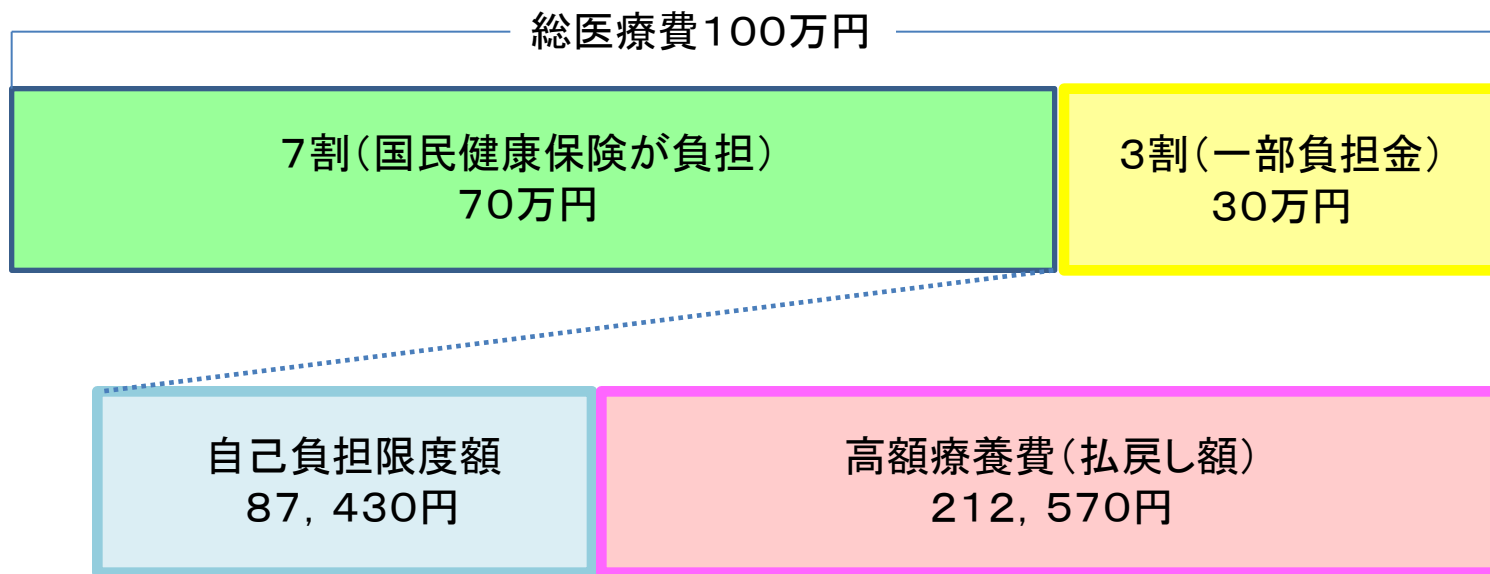 総医療費１００万円
７割（国民健康保険が負担）
７０万円
３割（一部負担金）
３０万円
自己負担限度額
８７，４３０円
高額療養費（払戻し額）
２１２，５７０円